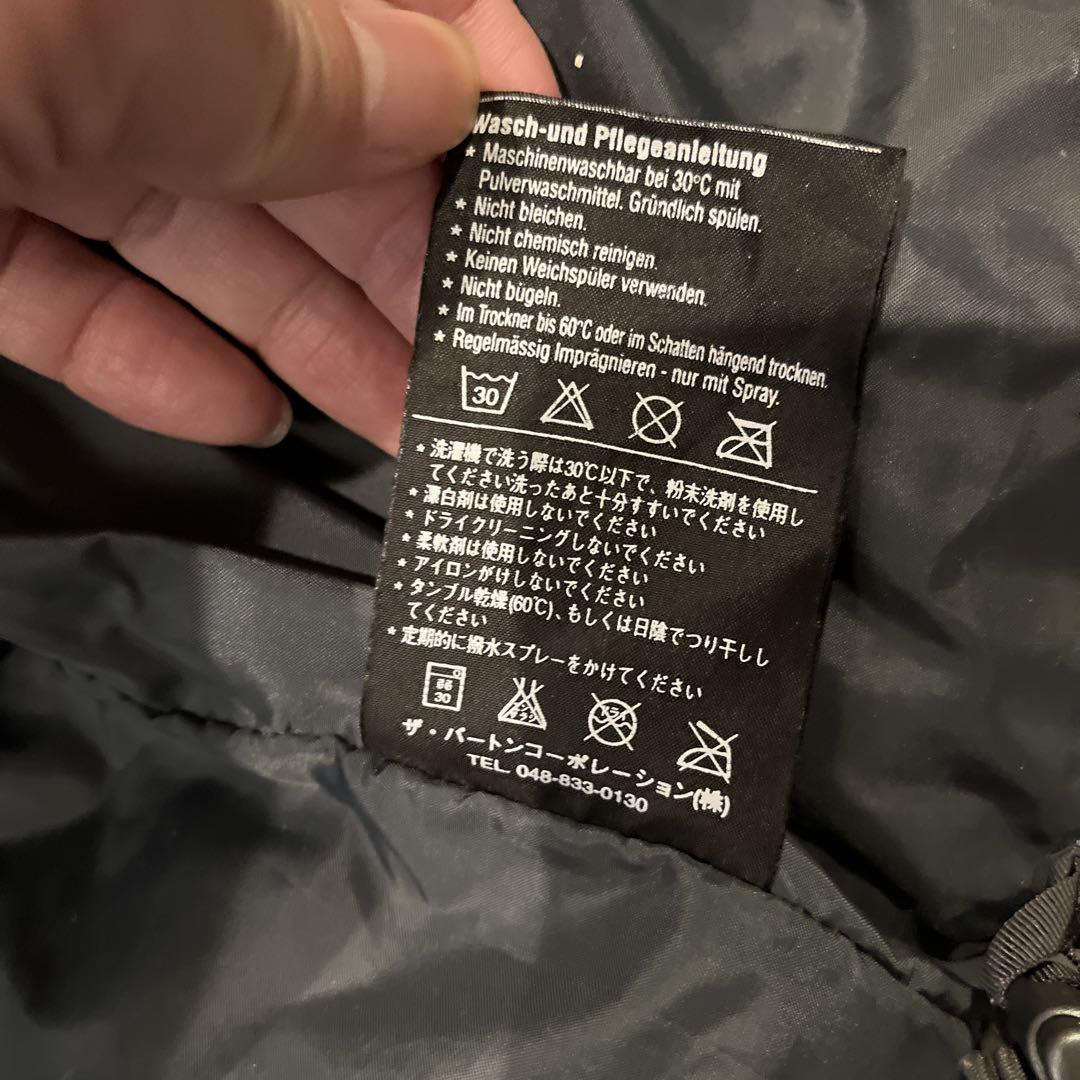 Wasch-und Pflegeanleitung
* Maschinenwaschbar bei 30°C mit
Pulverwaschmittel. Gründlich spülen.
* Nicht bleichen.
* Nicht chemisch reinigen.
* Keinen Weichspüler verwenden.
* Nicht bügeln.
* Im Trockner bis 60°C oder im Schatten hängend trocknen.
* Regelmässig Imprägnieren - nur mit Spray.
30
* 洗濯機で洗う際は30℃以下で、粉末洗剤を使用し
てください洗ったあと十分すすいでください
* 漂白剤は使用しないでください
* ドライクリーニングしないでください
* 柔軟剤は使用しないでください
* アイロンがけしないでください
* タンブル乾燥(60℃)、もしくは日陰でつり干しし
てください
* 定期的に撥水スプレーをかけてください
30
エンソ
サラシ
ドライ
ザ・バートンコーポレーション(株)
TEL. 048-833-0130